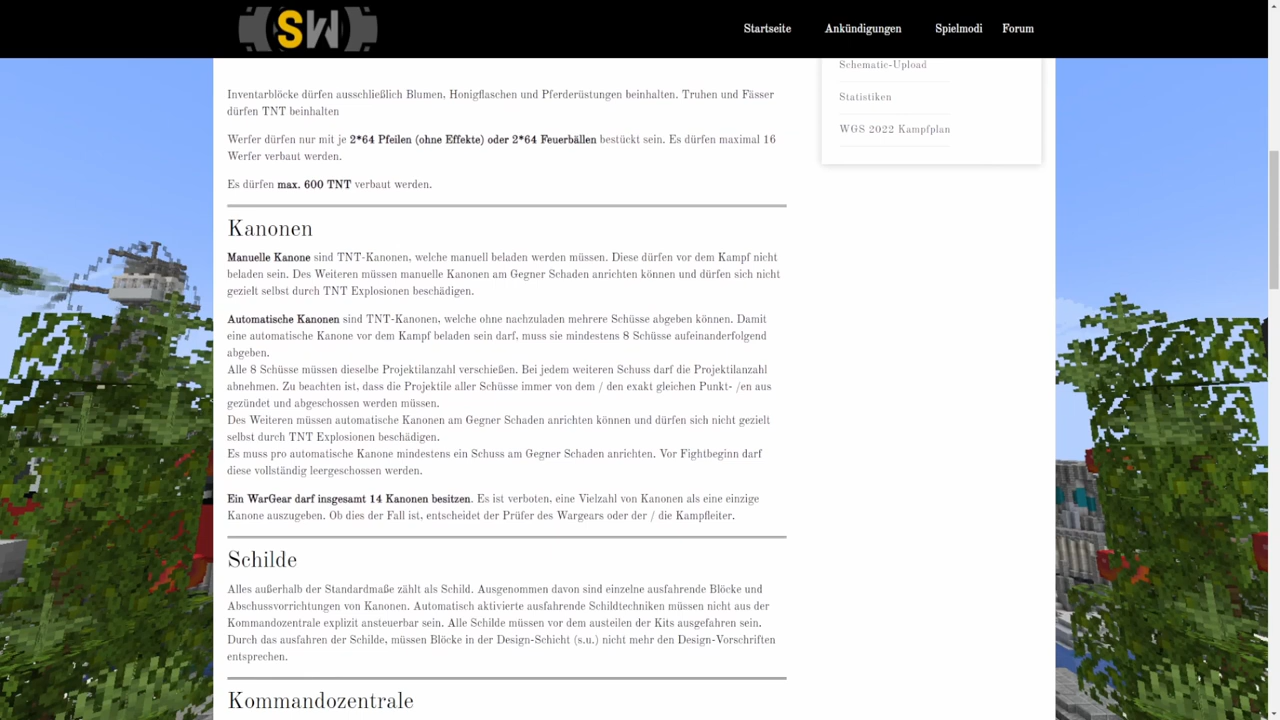 SW
Startseite
Ankündigungen
Spielmodi
Forum
Schematic-Upload
Statistiken
WGS 2022 Kampfplan
Inventarblöcke dürfen ausschließlich Blumen, Honigflaschen und Pferderüstungen beinhalten. Truhen und Fässer
dürfen TNT beinhalten
Werfer dürfen nur mit je 2*64 Pfeilen (ohne Effekte) oder 2*64 Feuerbällen bestückt sein. Es dürfen maximal 16
Werfer verbaut werden.
Es dürfen max. 600 TNT verbaut werden.
Kanonen
Manuelle Kanone sind TNT-Kanonen, welche manuell beladen werden müssen. Diese dürfen vor dem Kampf nicht
beladen sein. Des Weiteren müssen manuelle Kanonen am Gegner Schaden anrichten können und dürfen sich nicht
gezielt selbst durch TNT Explosionen beschädigen.
Automatische Kanonen sind TNT-Kanonen, welche ohne nachzuladen mehrere Schüsse abgeben können. Damit
eine automatische Kanone vor dem Kampf beladen sein darf, muss sie mindestens 8 Schüsse aufeinanderfolgend
abgeben.
Alle 8 Schüsse müssen dieselbe Projektilanzahl verschießen. Bei jedem weiteren Schuss darf die Projektilanzahl
abnehmen. Zu beachten ist, dass die Projektile aller Schüsse immer von dem / den exakt gleichen Punkt- /en aus
gezündet und abgeschossen werden müssen.
Des Weiteren müssen automatische Kanonen am Gegner Schaden anrichten können und dürfen sich nicht gezielt
selbst durch TNT Explosionen beschädigen.
Es muss pro automatische Kanone mindestens ein Schuss am Gegner Schaden anrichten. Vor Fightbeginn darf
diese vollständig leergeschossen werden.
Ein WarGear darf insgesamt 14 Kanonen besitzen. Es ist verboten, eine Vielzahl von Kanonen als eine einzige
Kanone auszugeben. Ob dies der Fall ist, entscheidet der Prüfer des Wargears oder der / die Kampfleiter.
Schilde
Alles außerhalb der Standardmaße zählt als Schild. Ausgenommen davon sind einzelne ausfahrende Blöcke und
Abschussvorrichtungen von Kanonen. Automatisch aktivierte ausfahrende Schildtechniken müssen nicht aus der
Kommandozentrale explizit ansteuerbar sein. Alle Schilde müssen vor dem austeilen der Kits ausgefahren sein.
Durch das ausfahren der Schilde, müssen Blöcke in der Design-Schicht (s.u.) nicht mehr den Design-Vorschriften
entsprechen.
Kommandozentrale